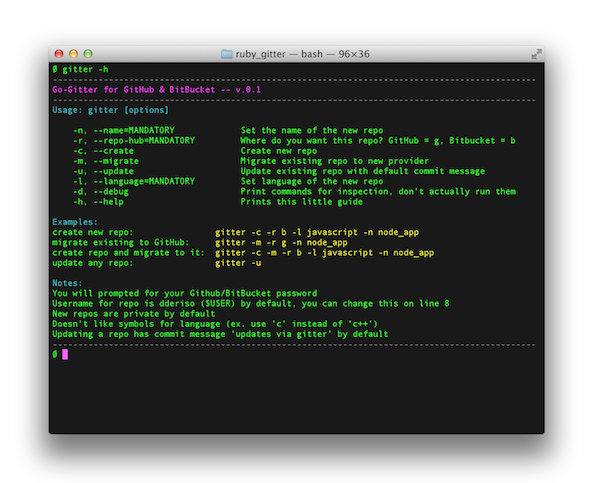 ruby_gitter — bash — 96×36
0 gitter -h
------------------------------------------------------------------------------------------------
Go-Gitter for GitHub & BitBucket -- v.0.1
------------------------------------------------------------------------------------------------
Usage: gitter [options]
-n, --name=MANDATORY Set the name of the new repo
-r, --repo-hub=MANDATORY Where do you want this repo? GitHub = g, Bitbucket = b
-c, --create Create new repo
-m, --migrate Migrate existing repo to new provider
-u, --update Update existing repo with default commit message
-l, --language=MANDATORY Set language of the new repo
-d, --debug Print commands for inspection, don't actually run them
-h, --help Prints this little guide
Examples:
create new repo: gitter -c -r b -l javascript -n node_app
migrate existing to GitHub: gitter -m -r g -n node_app
create repo and migrate to it: gitter -c -m -r b -l javascript -n node_app
update any repo: gitter -u
Notes:
You will prompted for your Github/BitBucket password
Username for repo is dderiso ($USER) by default, you can change this on line 8
New repos are private by default
Doesn't like symbols for language (ex. use 'c' instead of 'c++')
Updating a repo has commit message 'updates via gitter' by default
------------------------------------------------------------------------------------------------
0